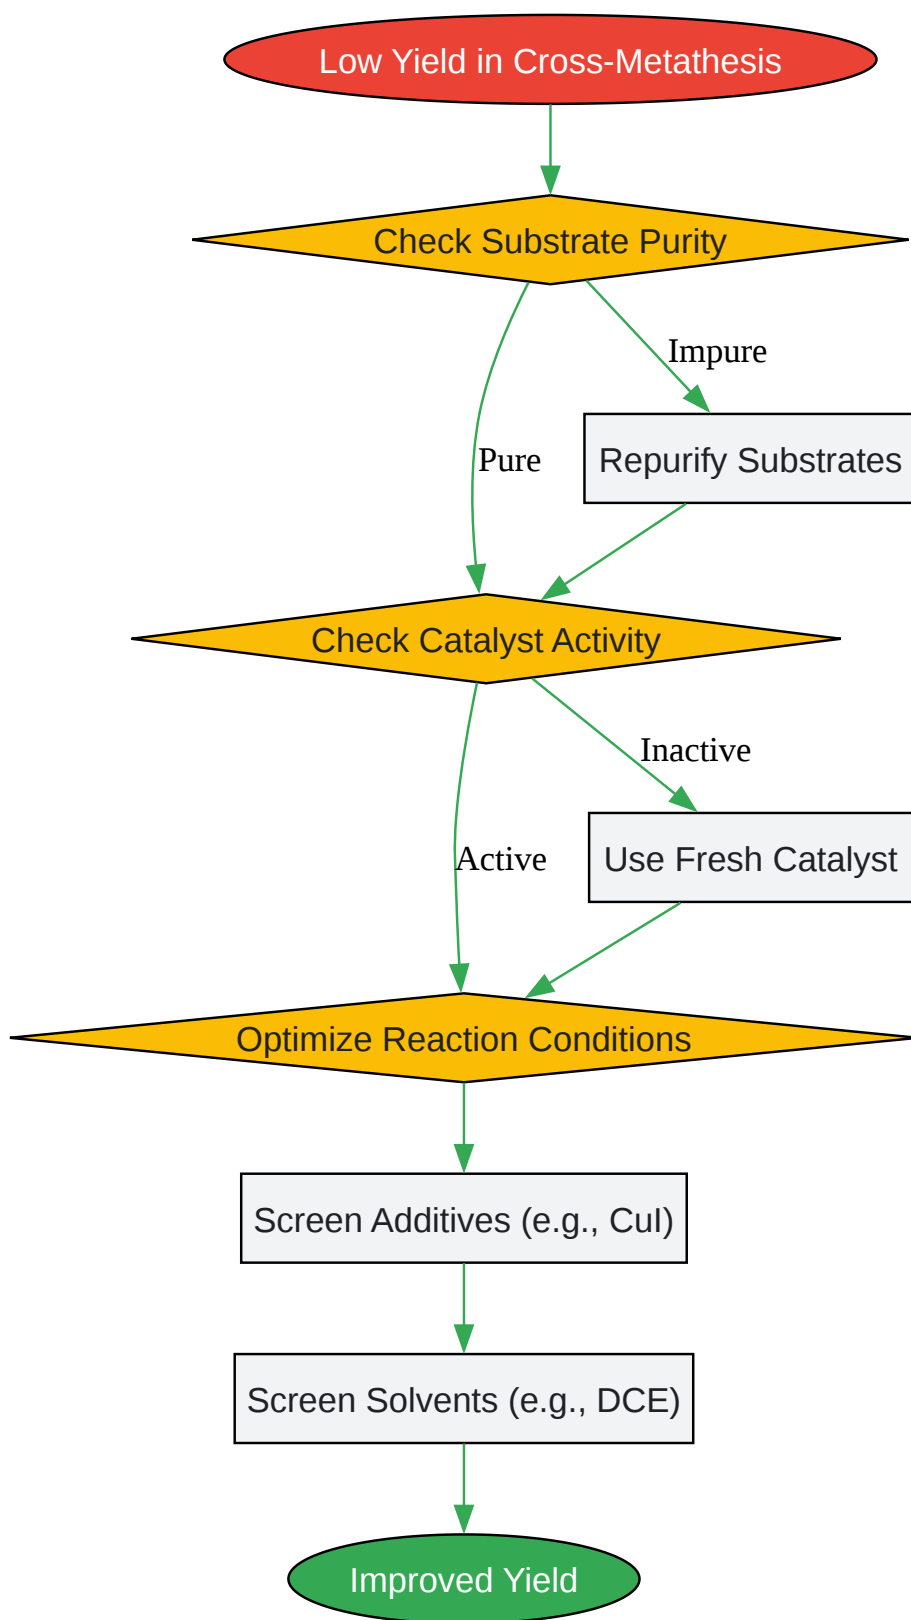 Low Yield in Cross-Metathesis
Check Substrate Purity
Impure
Pure
Repurify Substrates
Check Catalyst Activity
Inactive
Active
Use Fresh Catalyst
Optimize Reaction Conditions
Screen Additives (e.g., CuI)
Screen Solvents (e.g., DCE)
Improved Yield